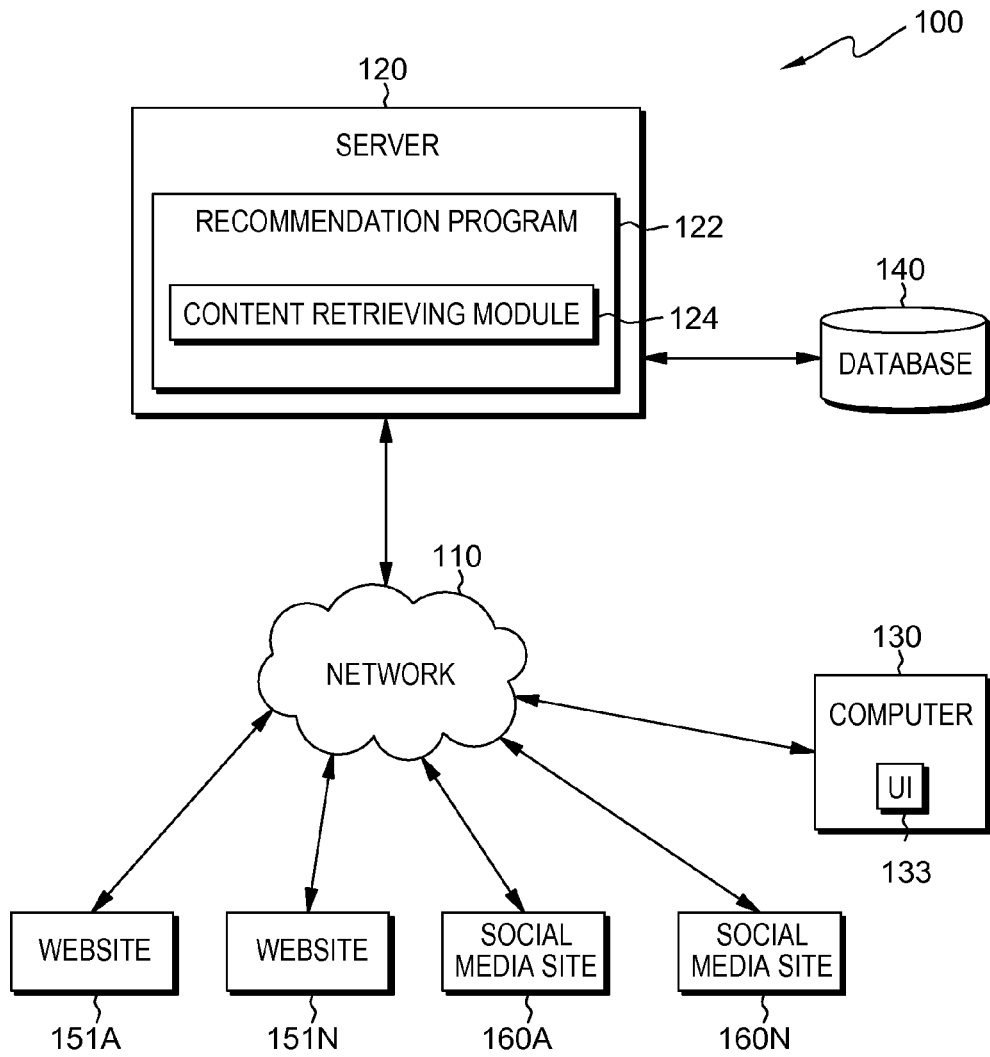 100
120
SERVER
RECOMMENDATION PROGRAM
122
CONTENT RETRIEVING MODULE
124
140
DATABASE
110
NETWORK
130
COMPUTER
UI
133
WEBSITE
WEBSITE
SOCIAL
MEDIA SITE
SOCIAL
MEDIA SITE
151A
151N
160A
160N